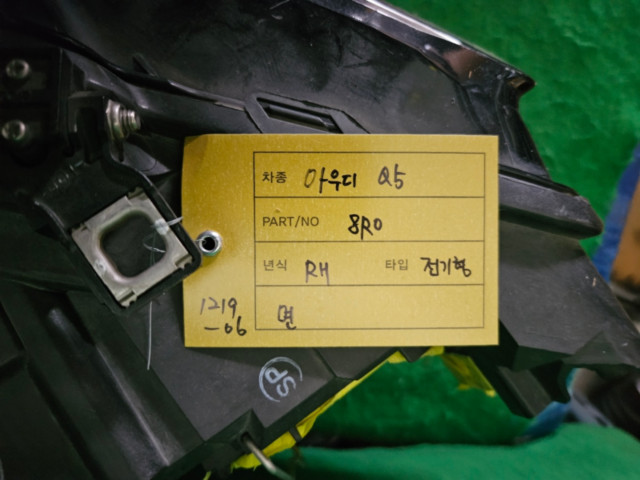 차종 아우디 Q5
PART/NO 8R0
년식 RH 타입 전기형
면
1219
-06
SP